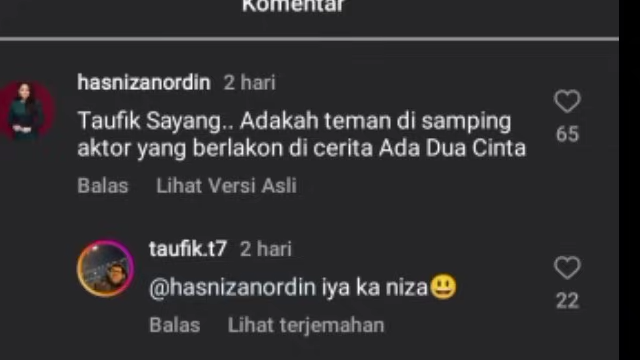 Komentar
hasnizanordin 2 hari
Taufik Sayang.. Adakah teman di samping
aktor yang berlakon di cerita Ada Dua Cinta
65
Balas Lihat Versi Asli
taufik.t7 2 hari
@hasnizanordin iya ka niza😃
22
Balas Lihat terjemahan